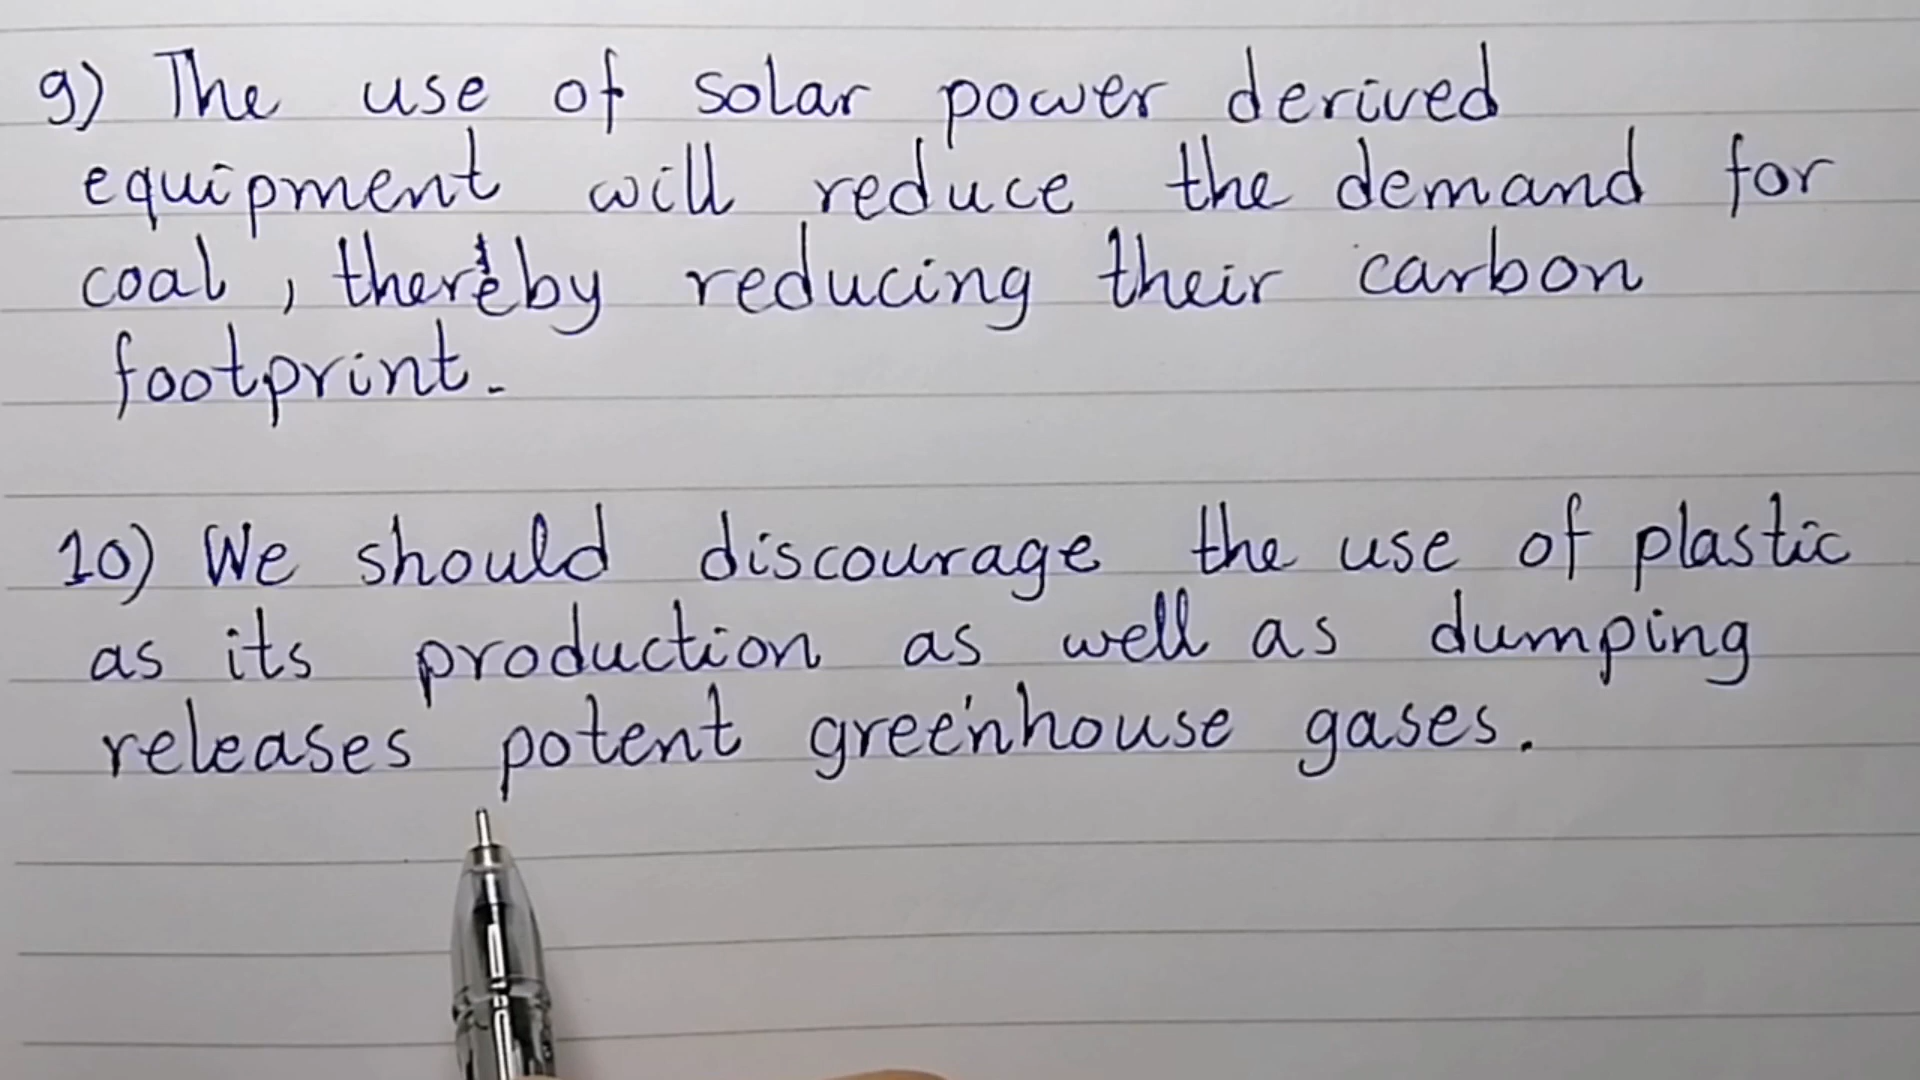 9) The use of solar power derived
equipment will reduce the demand for
coal, thereby reducing their carbon
footprint.
10) We should discourage the use of plastic
as its production as well as dumping
releases potent greenhouse gases.